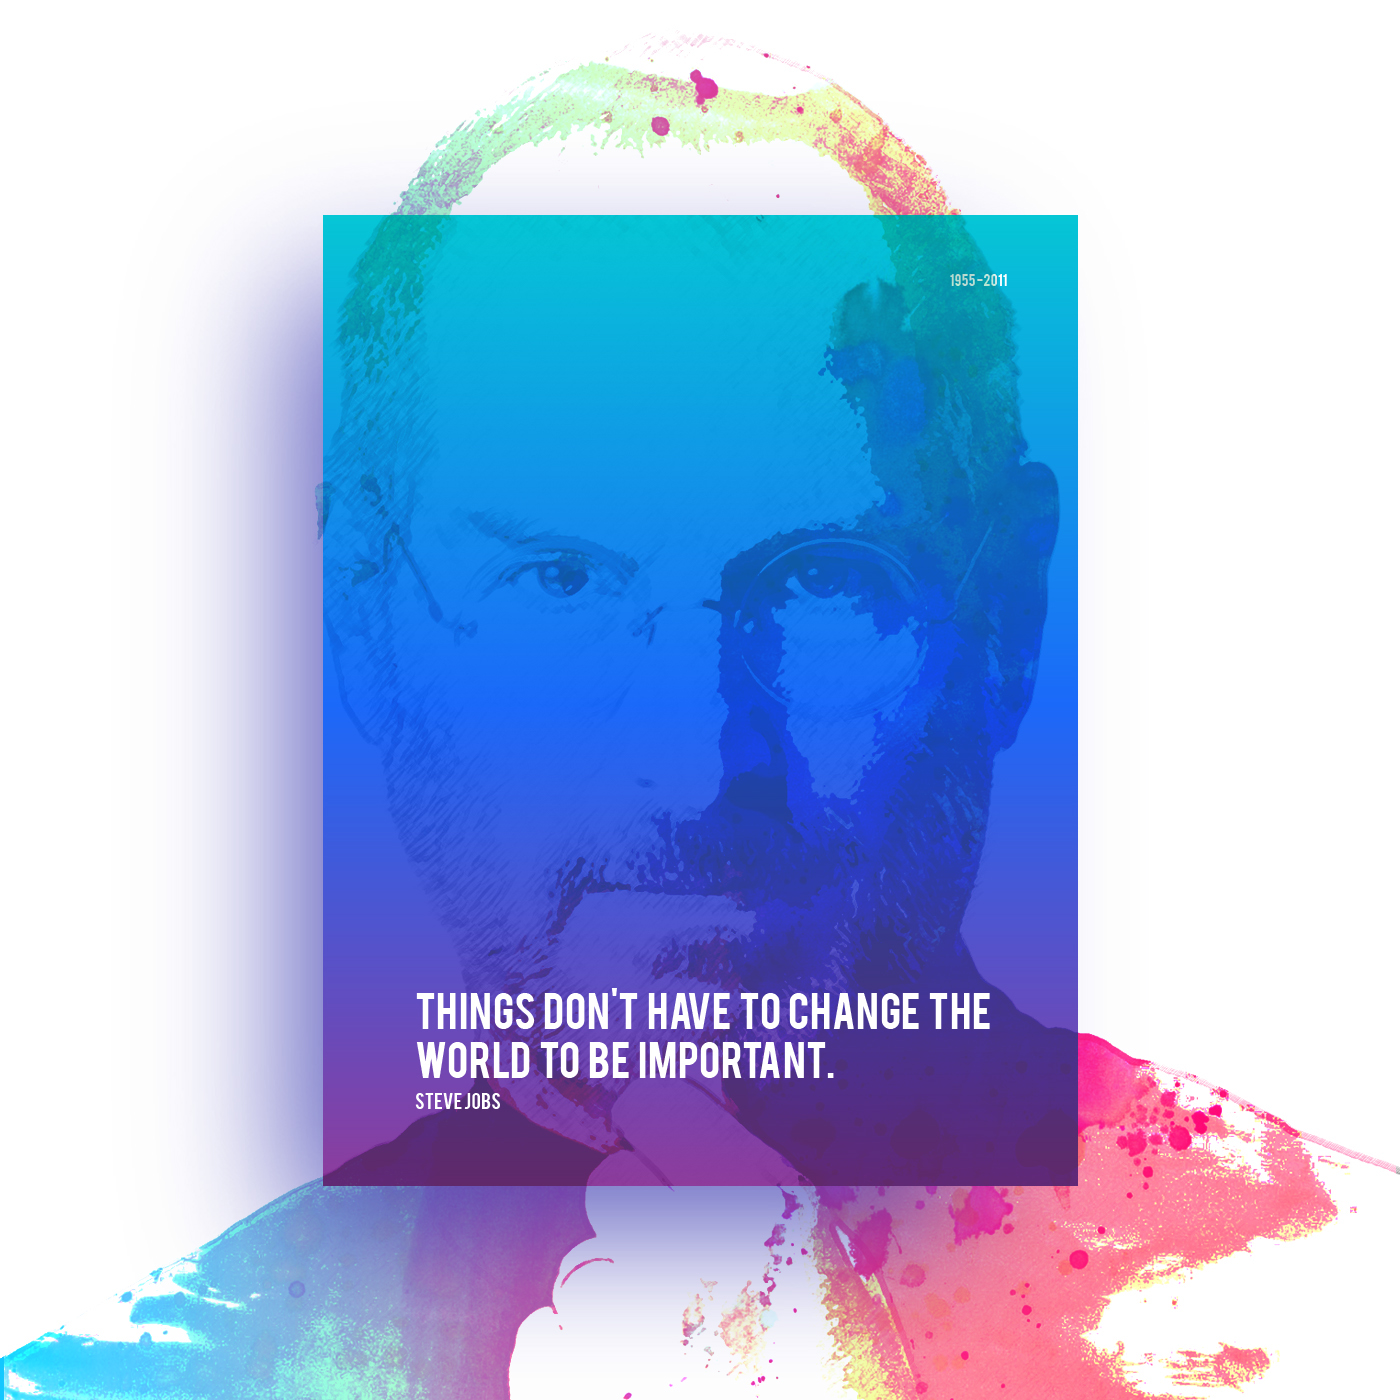 1955-2011
THINGS DON'T HAVE TO CHANGE THE
WORLD TO BE IMPORTANT.
STEVE JOBS